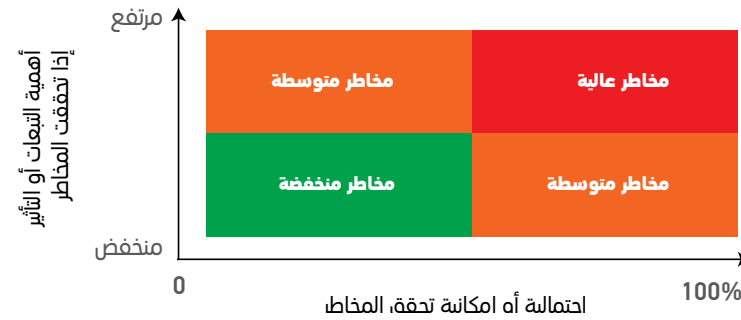 مرتفع
أهمية التبعات أو التأثير
إذا تحققت المخاطر
مخاطر عالية
مخاطر متوسطة
مخاطر متوسطة
مخاطر منخفضة
منخفض
0
100%
احتمالية أو إمكانية تحقق المخاطر